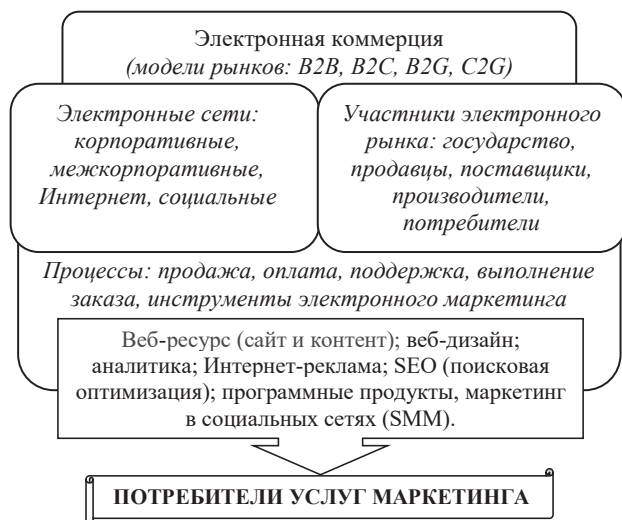 Электронная коммерция
(модели рынков: B2B, B2C, B2G, C2G)
Электронные сети:
корпоративные,
межкорпоративные,
Интернет, социальные
Участники электронного
рынка: государство,
продавцы, поставщики,
производители,
потребители
Процессы: продажа, оплата, поддержка, выполнение
заказа, инструменты электронного маркетинга
Веб-ресурс (сайт и контент); веб-дизайн;
аналитика; Интернет-реклама; SEO (поисковая
оптимизация); программные продукты, маркетинг
в социальных сетях (SMM).
ПОТРЕБИТЕЛИ УСЛУГ МАРКЕТИНГА